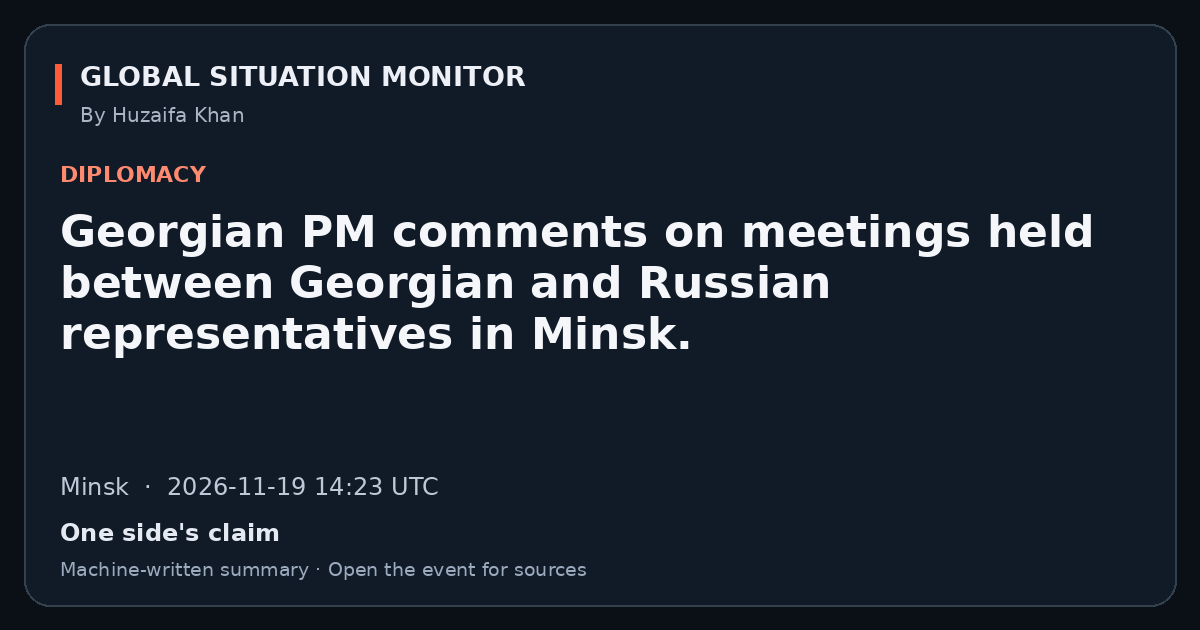 GLOBAL SITUATION MONITOR
By Huzaifa Khan
DIPLOMACY
Georgian PM comments on meetings held
between Georgian and Russian
representatives in Minsk.
Minsk · 2026-11-19 14:23 UTC
One side's claim
Machine-written summary · Open the event for sources